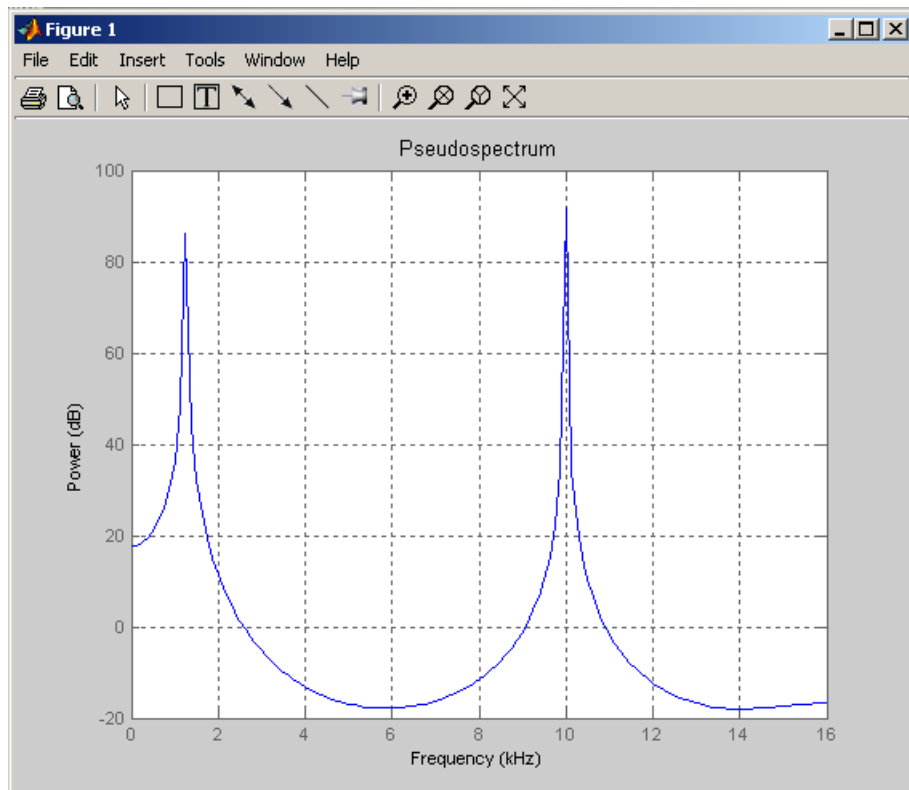 Figure 1
File Edit Insert Tools Window Help
T
Pseudospectrum
100
80
60
40
20
0
-20
Power (dB)
0 2 4 6 8 10 12 14 16
Frequency (kHz)